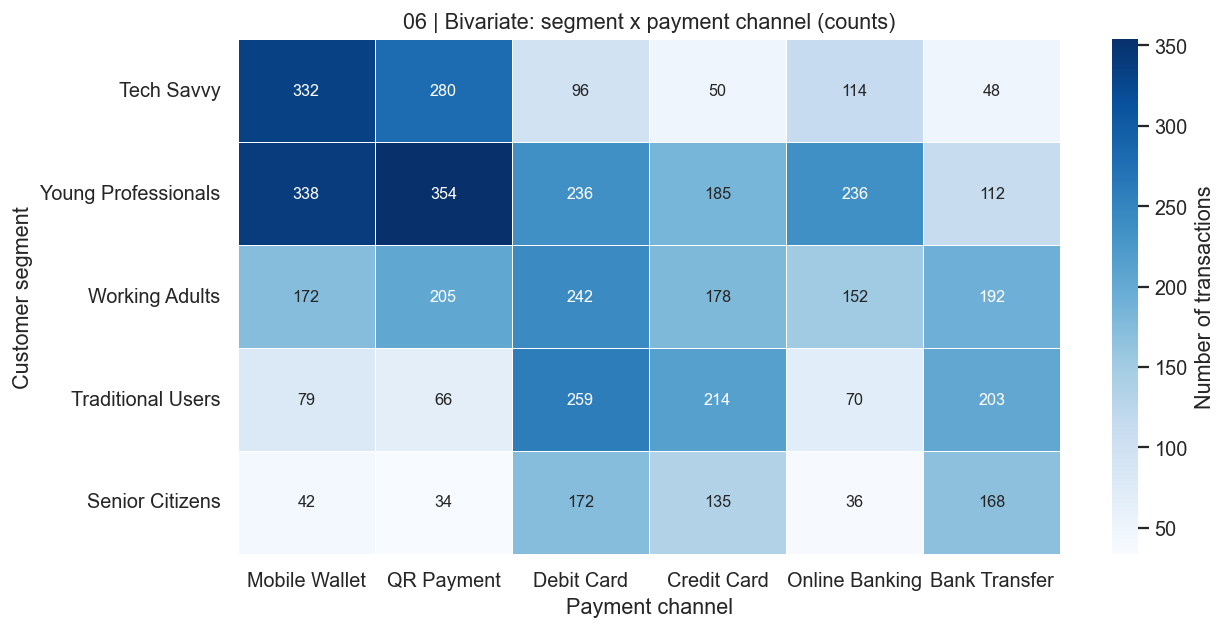 06 | Bivariate: segment x payment channel (counts)
Customer segment
Tech Savvy 332 280 96 50 114 48
Young Professionals 338 354 236 185 236 112
Working Adults 172 205 242 178 152 192
Traditional Users 79 66 259 214 70 203
Senior Citizens 42 34 172 135 36 168
Mobile Wallet QR Payment Debit Card Credit Card Online Banking Bank Transfer
Payment channel
350
300
250
200
150
100
50
Number of transactions